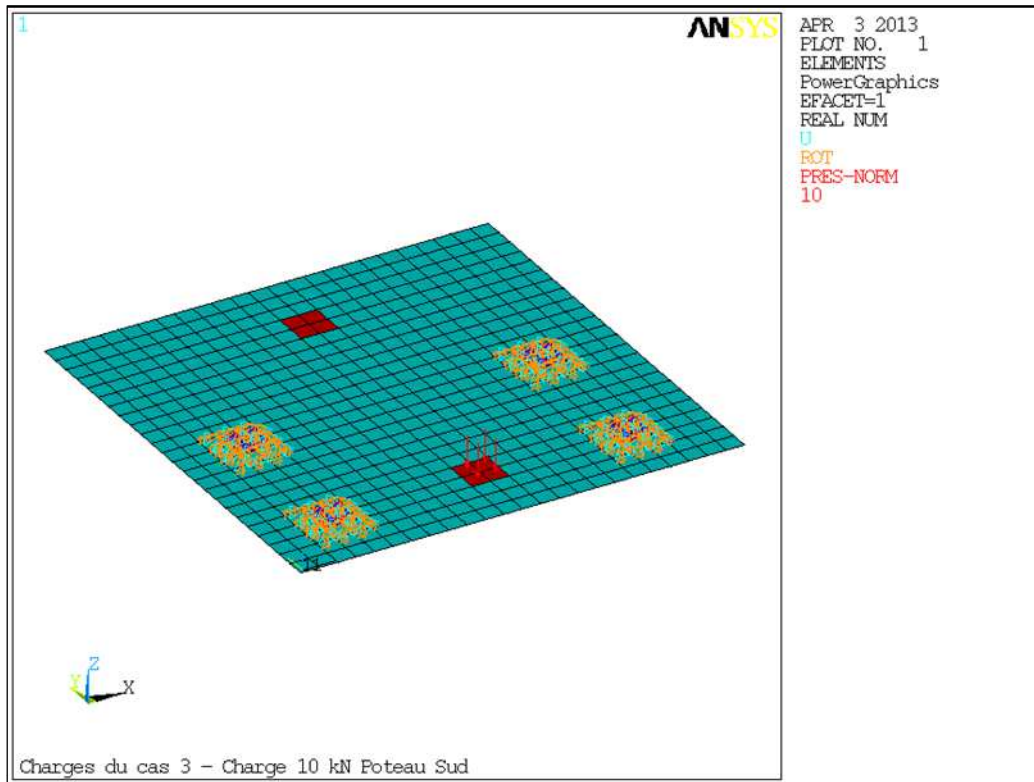 1
ANSYS
APR 3 2013
PLOT NO. 1
ELEMENTS
PowerGraphics
EFACET=1
REAL NUM
U
ROT
PRES-NORM
10
Z
Y
X
Charges du cas 3 - Charge 10 kN Poteau Sud